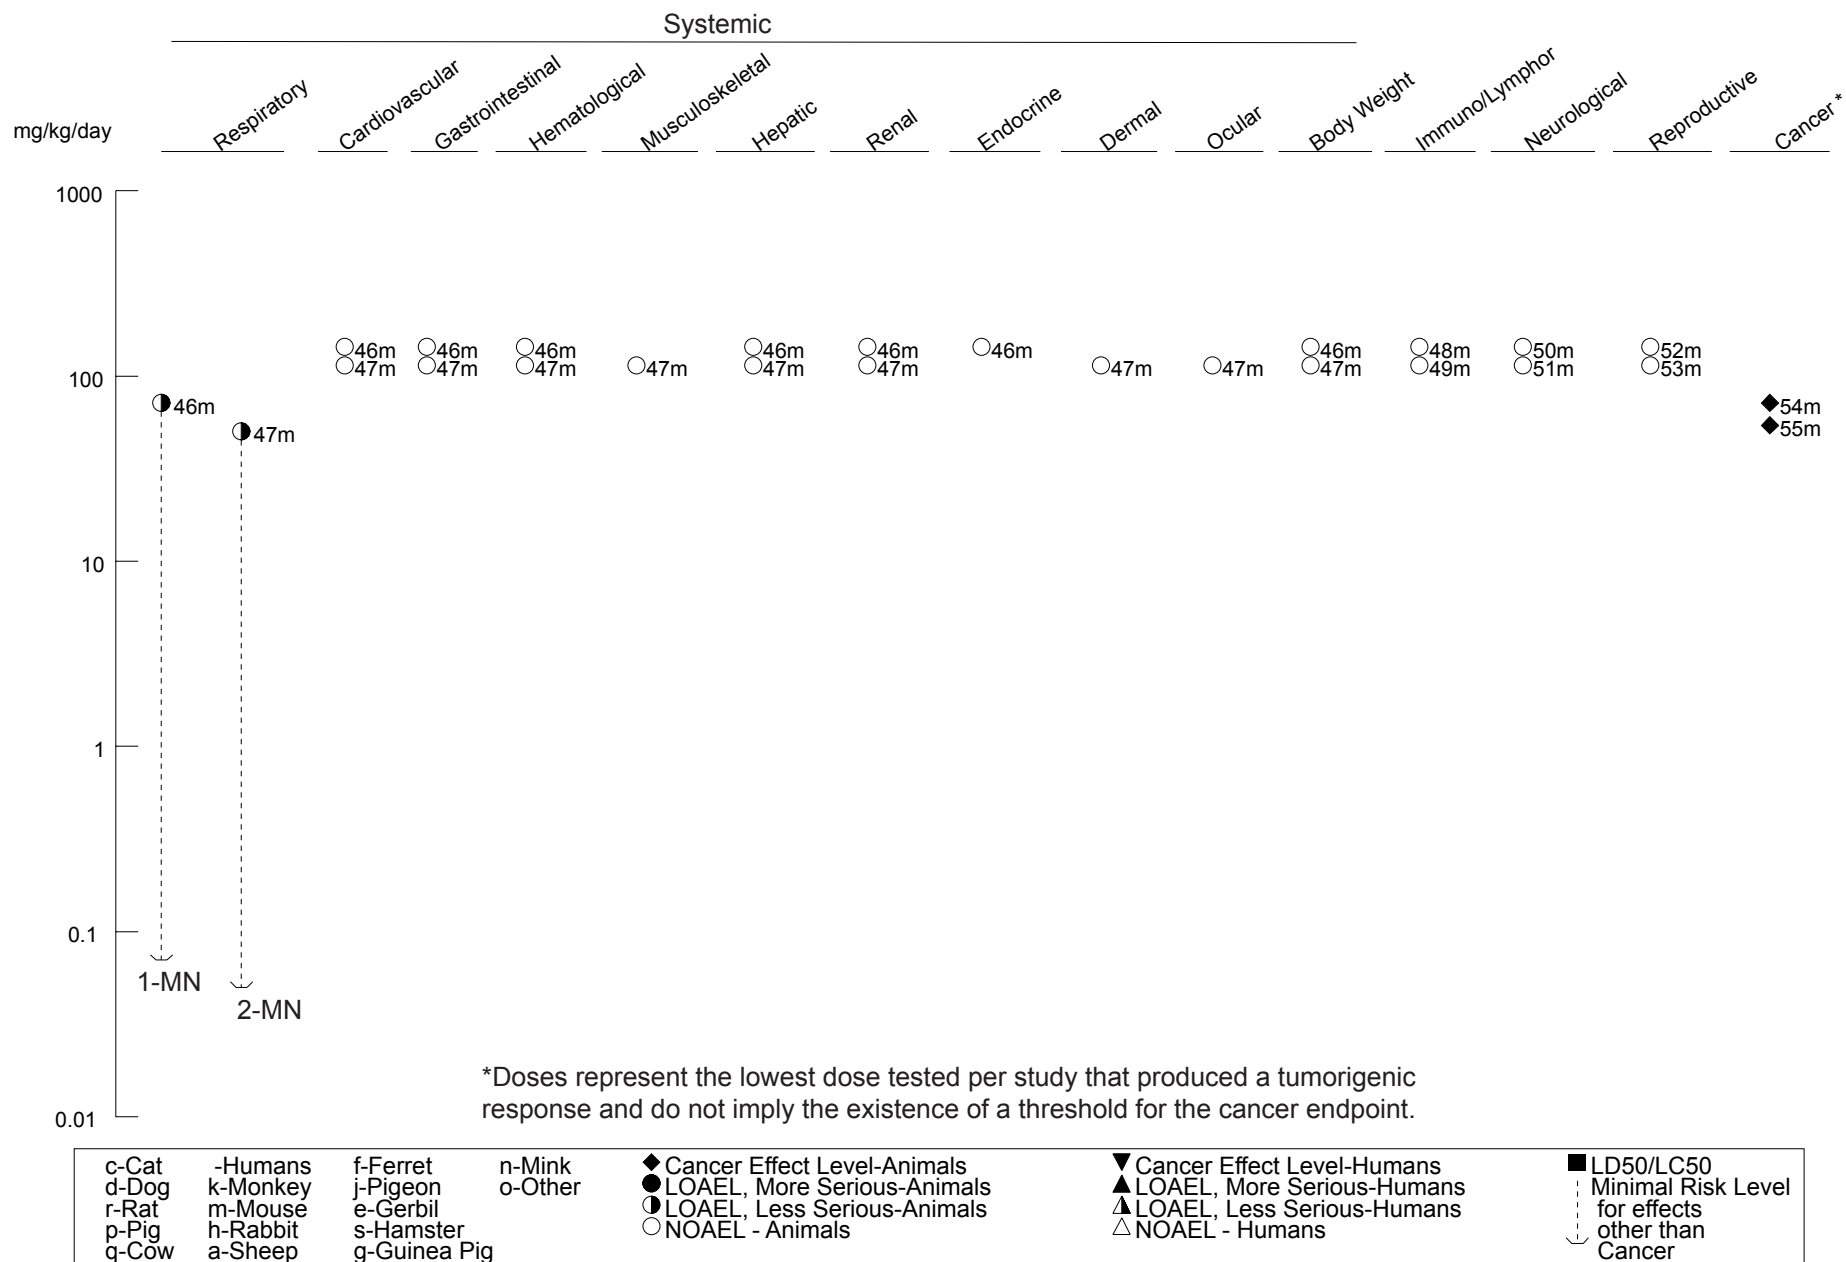 Systemic
mg/kg/day
Respiratory
Cardiovascular
Gastrointestinal
Hematological
Musculoskeletal
Hepatic
Renal
Endocrine
Dermal
Ocular
Body Weight
Immuno/Lymphor
Neurological
Reproductive
Cancer *
1000
46m 46m 46m 46m 46m 46m 46m 48m 50m 52m
47m 47m 47m 47m 47m 47m 47m 47m 47m 49m 51m 53m
100
46m 54m
47m 55m
10
1
0.1
1-MN
2-MN
*Doses represent the lowest dose tested per study that produced a tumorigenic
response and do not imply the existence of a threshold for the cancer endpoint.
0.01
c-Cat -Humans f-Ferret n-Mink Cancer Effect Level-Animals Cancer Effect Level-Humans LD50/LC50
d-Dog k-Monkey j-Pigeon o-Other LOAEL, More Serious-Animals LOAEL, More Serious-Humans Minimal Risk Level
r-Rat m-Mouse e-Gerbil LOAEL, Less Serious-Animals LOAEL, Less Serious-Humans for effects
p-Pig h-Rabbit s-Hamster NOAEL - Animals NOAEL - Humans other than
q-Cow a-Sheep g-Guinea Pig Cancer